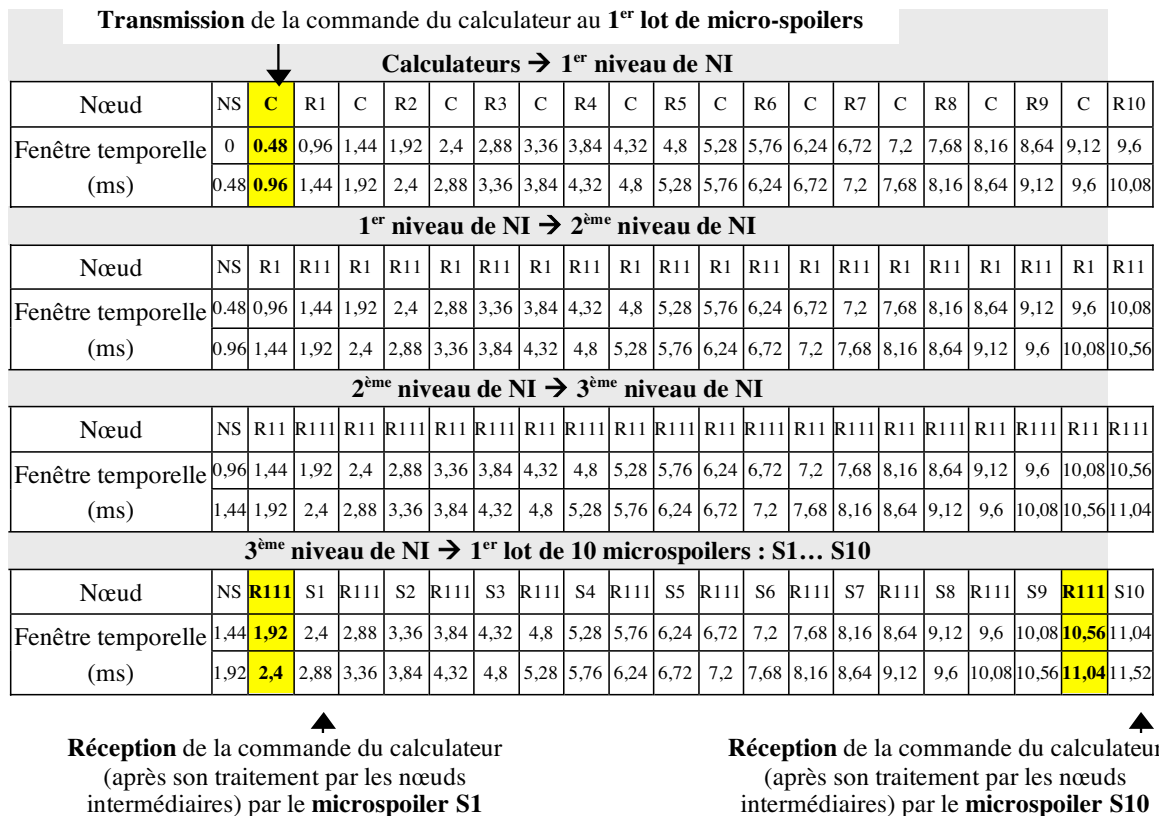 Transmission de la commande du calculateur au 1er lot de micro-spoilers
Calculateurs → 1er niveau de NI
Nœud NS C R1 C R2 C R3 C R4 C R5 C R6 C R7 C R8 C R9 C R10
Fenêtre temporelle 0 0.48 0,96 1,44 1,92 2,4 2,88 3,36 3,84 4,32 4,8 5,28 5,76 6,24 6,72 7,2 7,68 8,16 8,64 9,12 9,6
(ms) 0.48 0.96 1,44 1,92 2,4 2,88 3,36 3,84 4,32 4,8 5,28 5,76 6,24 6,72 7,2 7,68 8,16 8,64 9,12 9,6 10,08
1er niveau de NI → 2ème niveau de NI
Nœud NS R1 R11 R1 R11 R1 R11 R1 R11 R1 R11 R1 R11 R1 R11 R1 R11 R1 R11 R1 R11
Fenêtre temporelle 0.48 0,96 1,44 1,92 2,4 2,88 3,36 3,84 4,32 4,8 5,28 5,76 6,24 6,72 7,2 7,68 8,16 8,64 9,12 9,6 10,08
(ms) 0.96 1,44 1,92 2,4 2,88 3,36 3,84 4,32 4,8 5,28 5,76 6,24 6,72 7,2 7,68 8,16 8,64 9,12 9,6 10,08 10,56
2ème niveau de NI → 3ème niveau de NI
Nœud NS R11 R111 R11 R111 R11 R111 R11 R111 R11 R111 R11 R111 R11 R111 R11 R111 R11 R111 R11 R111
Fenêtre temporelle 0,96 1,44 1,92 2,4 2,88 3,36 3,84 4,32 4,8 5,28 5,76 6,24 6,72 7,2 7,68 8,16 8,64 9,12 9,6 10,08 10,56
(ms) 1,44 1,92 2,4 2,88 3,36 3,84 4,32 4,8 5,28 5,76 6,24 6,72 7,2 7,68 8,16 8,64 9,12 9,6 10,08 10,56 11,04
3ème niveau de NI → 1er lot de 10 microspoilers : S1… S10
Nœud NS R111 S1 R111 S2 R111 S3 R111 S4 R111 S5 R111 S6 R111 S7 R111 S8 R111 S9 R111 S10
Fenêtre temporelle 1,44 1,92 2,4 2,88 3,36 3,84 4,32 4,8 5,28 5,76 6,24 6,72 7,2 7,68 8,16 8,64 9,12 9,6 10,08 10,56 11,04
(ms) 1,92 2,4 2,88 3,36 3,84 4,32 4,8 5,28 5,76 6,24 6,72 7,2 7,68 8,16 8,64 9,12 9,6 10,08 10,56 11,04 11,52
Réception de la commande du calculateur
(après son traitement par les nœuds
intermédiaires) par le microspoiler S1
Réception de la commande du calculateur
(après son traitement par les nœuds
intermédiaires) par le microspoiler S10